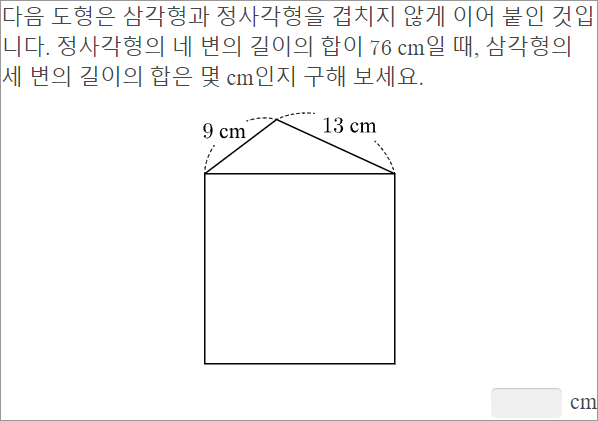 다음 도형은 삼각형과 정사각형을 겹치지 않게 이어 붙인 것입
니다. 정사각형의 네 변의 길이의 합이 76 cm일 때, 삼각형의
세 변의 길이의 합은 몇 cm인지 구해 보세요.
9 cm
13 cm
cm